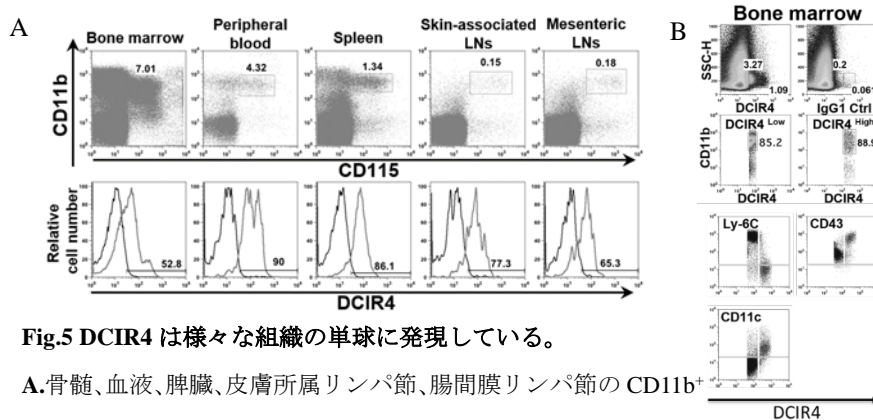 A
B
Bone marrow
Peripheral
blood
Spleen
Skin-associated
LNs
Mesenteric
LNs
7.01
4.32
1.34
0.15
0.18
CD11b
CD115
Relative
cell number
52.8
90
86.1
77.3
65.3
DCIR4
Bone marrow
SSC-H
3.27
1.09
0.2
0.061
DCIR4
IgG1 Ctrl
CD11b
DCIR4 Low
85.2
DCIR4 High
88.9
DCIR4
DCIR4
Ly-6C
CD43
CD11c
DCIR4
Fig.5 DCIR4 は様々な組織の単球に発現している。
A.骨髄、血液、脾臓、皮膚所属リンパ節、腸間膜リンパ節の CD11b⁺